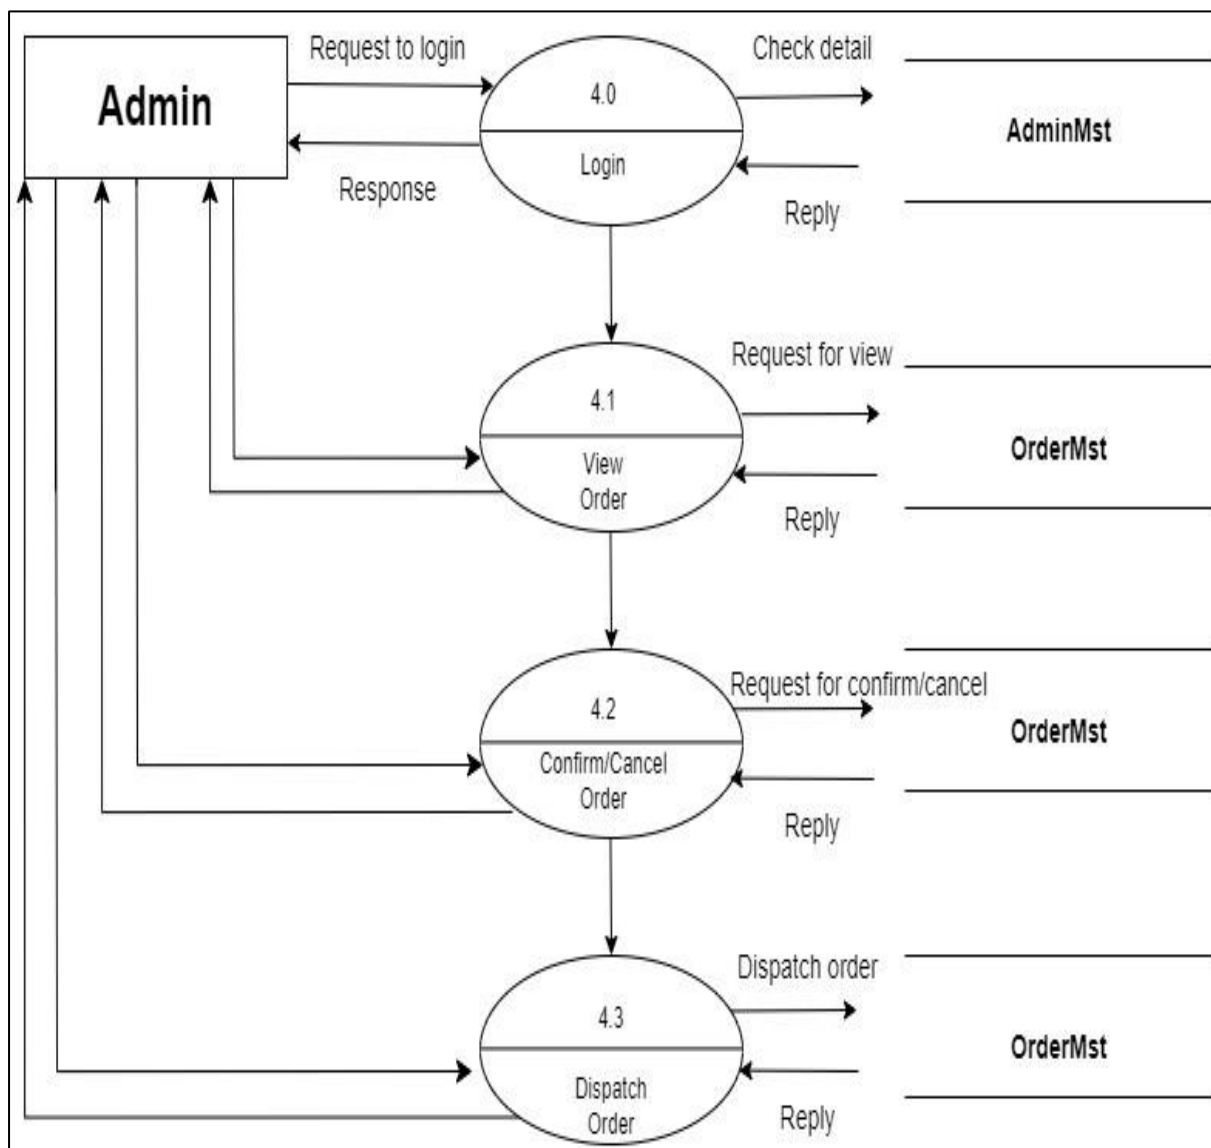 Request to login
Check detail
Admin
4.0
AdminMst
Login
Response
Reply
Request for view
4.1
OrderMst
View
Order
Reply
Request for confirm/cancel
4.2
OrderMst
Confirm/Cancel
Order
Reply
Dispatch order
4.3
OrderMst
Dispatch
Order
Reply